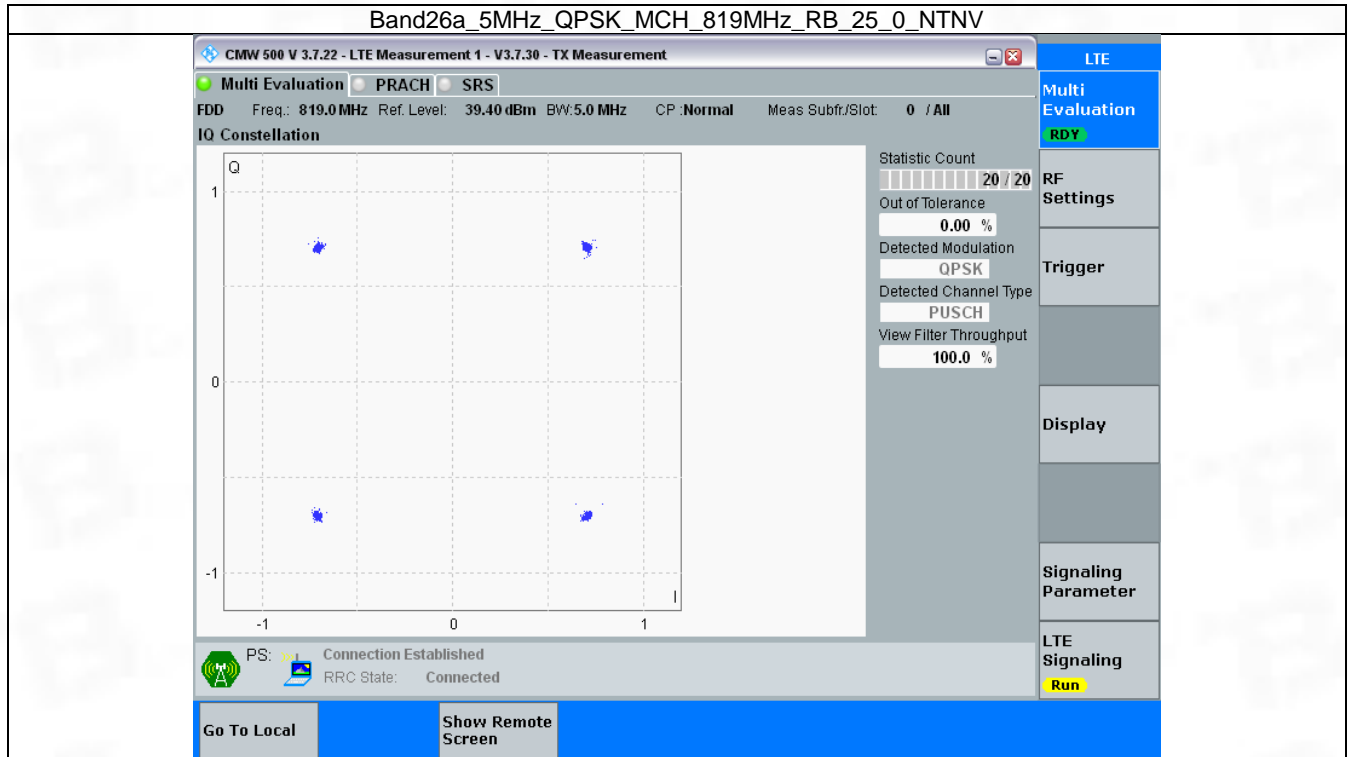 Band26a_5MHz_QPSK_MCH_819MHz_RB_25_0_NTNV
CMW 500 V 3.7.22 - LTE Measurement 1 - V3.7.30 - TX Measurement
LTE
Multi Evaluation PRACH SRS
FDD Freq.: 819.0 MHz Ref. Level: 39.40 dBm BW:5.0 MHz CP :Normal Meas Subfr./Slot: 0 / All
IQ Constellation
Q
1
0
-1
I
-1 0 1
Statistic Count
20 / 20
Out of Tolerance
0.00 %
Detected Modulation
QPSK
Detected Channel Type
PUSCH
View Filter Throughput
100.0 %
Multi
Evaluation
RDY
RF
Settings
Trigger
Display
Signaling
Parameter
LTE
Signaling
Run
PS: Connection Established
RRC State: Connected
Go To Local
Show Remote
Screen